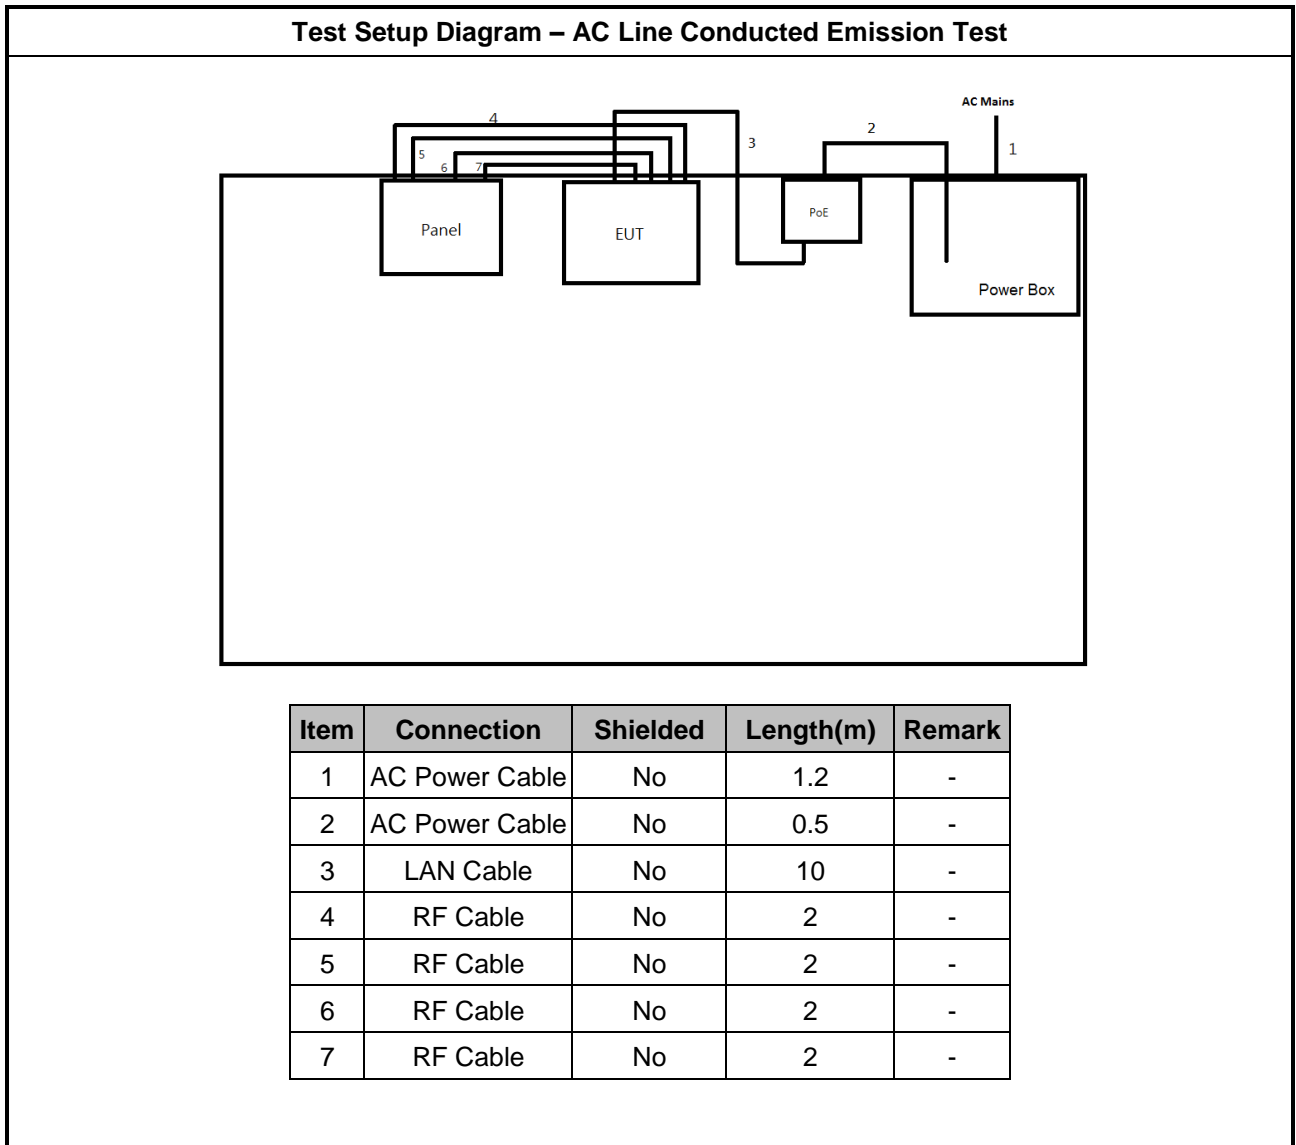 Test Setup Diagram – AC Line Conducted Emission Test
AC Mains
4
2
3
1
5
6
7
Panel
EUT
PoE
Power Box
Item Connection Shielded Length(m) Remark
1 AC Power Cable No 1.2 -
2 AC Power Cable No 0.5 -
3 LAN Cable No 10 -
4 RF Cable No 2 -
5 RF Cable No 2 -
6 RF Cable No 2 -
7 RF Cable No 2 -